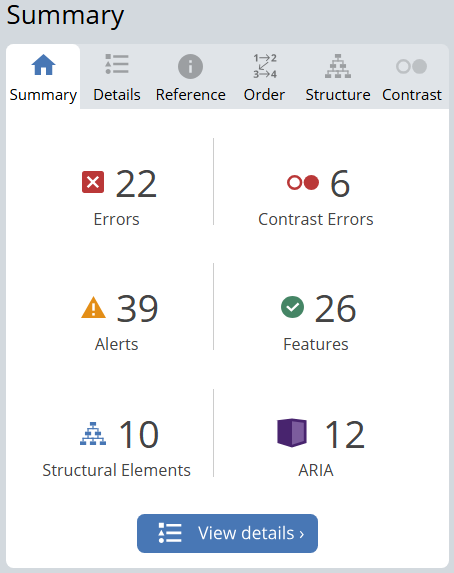 Summary
1 2
3 4
Summary Details Reference Order Structure Contrast
22 6
Errors Contrast Errors
39 26
Alerts Features
10 12
Structural Elements ARIA
View details ›